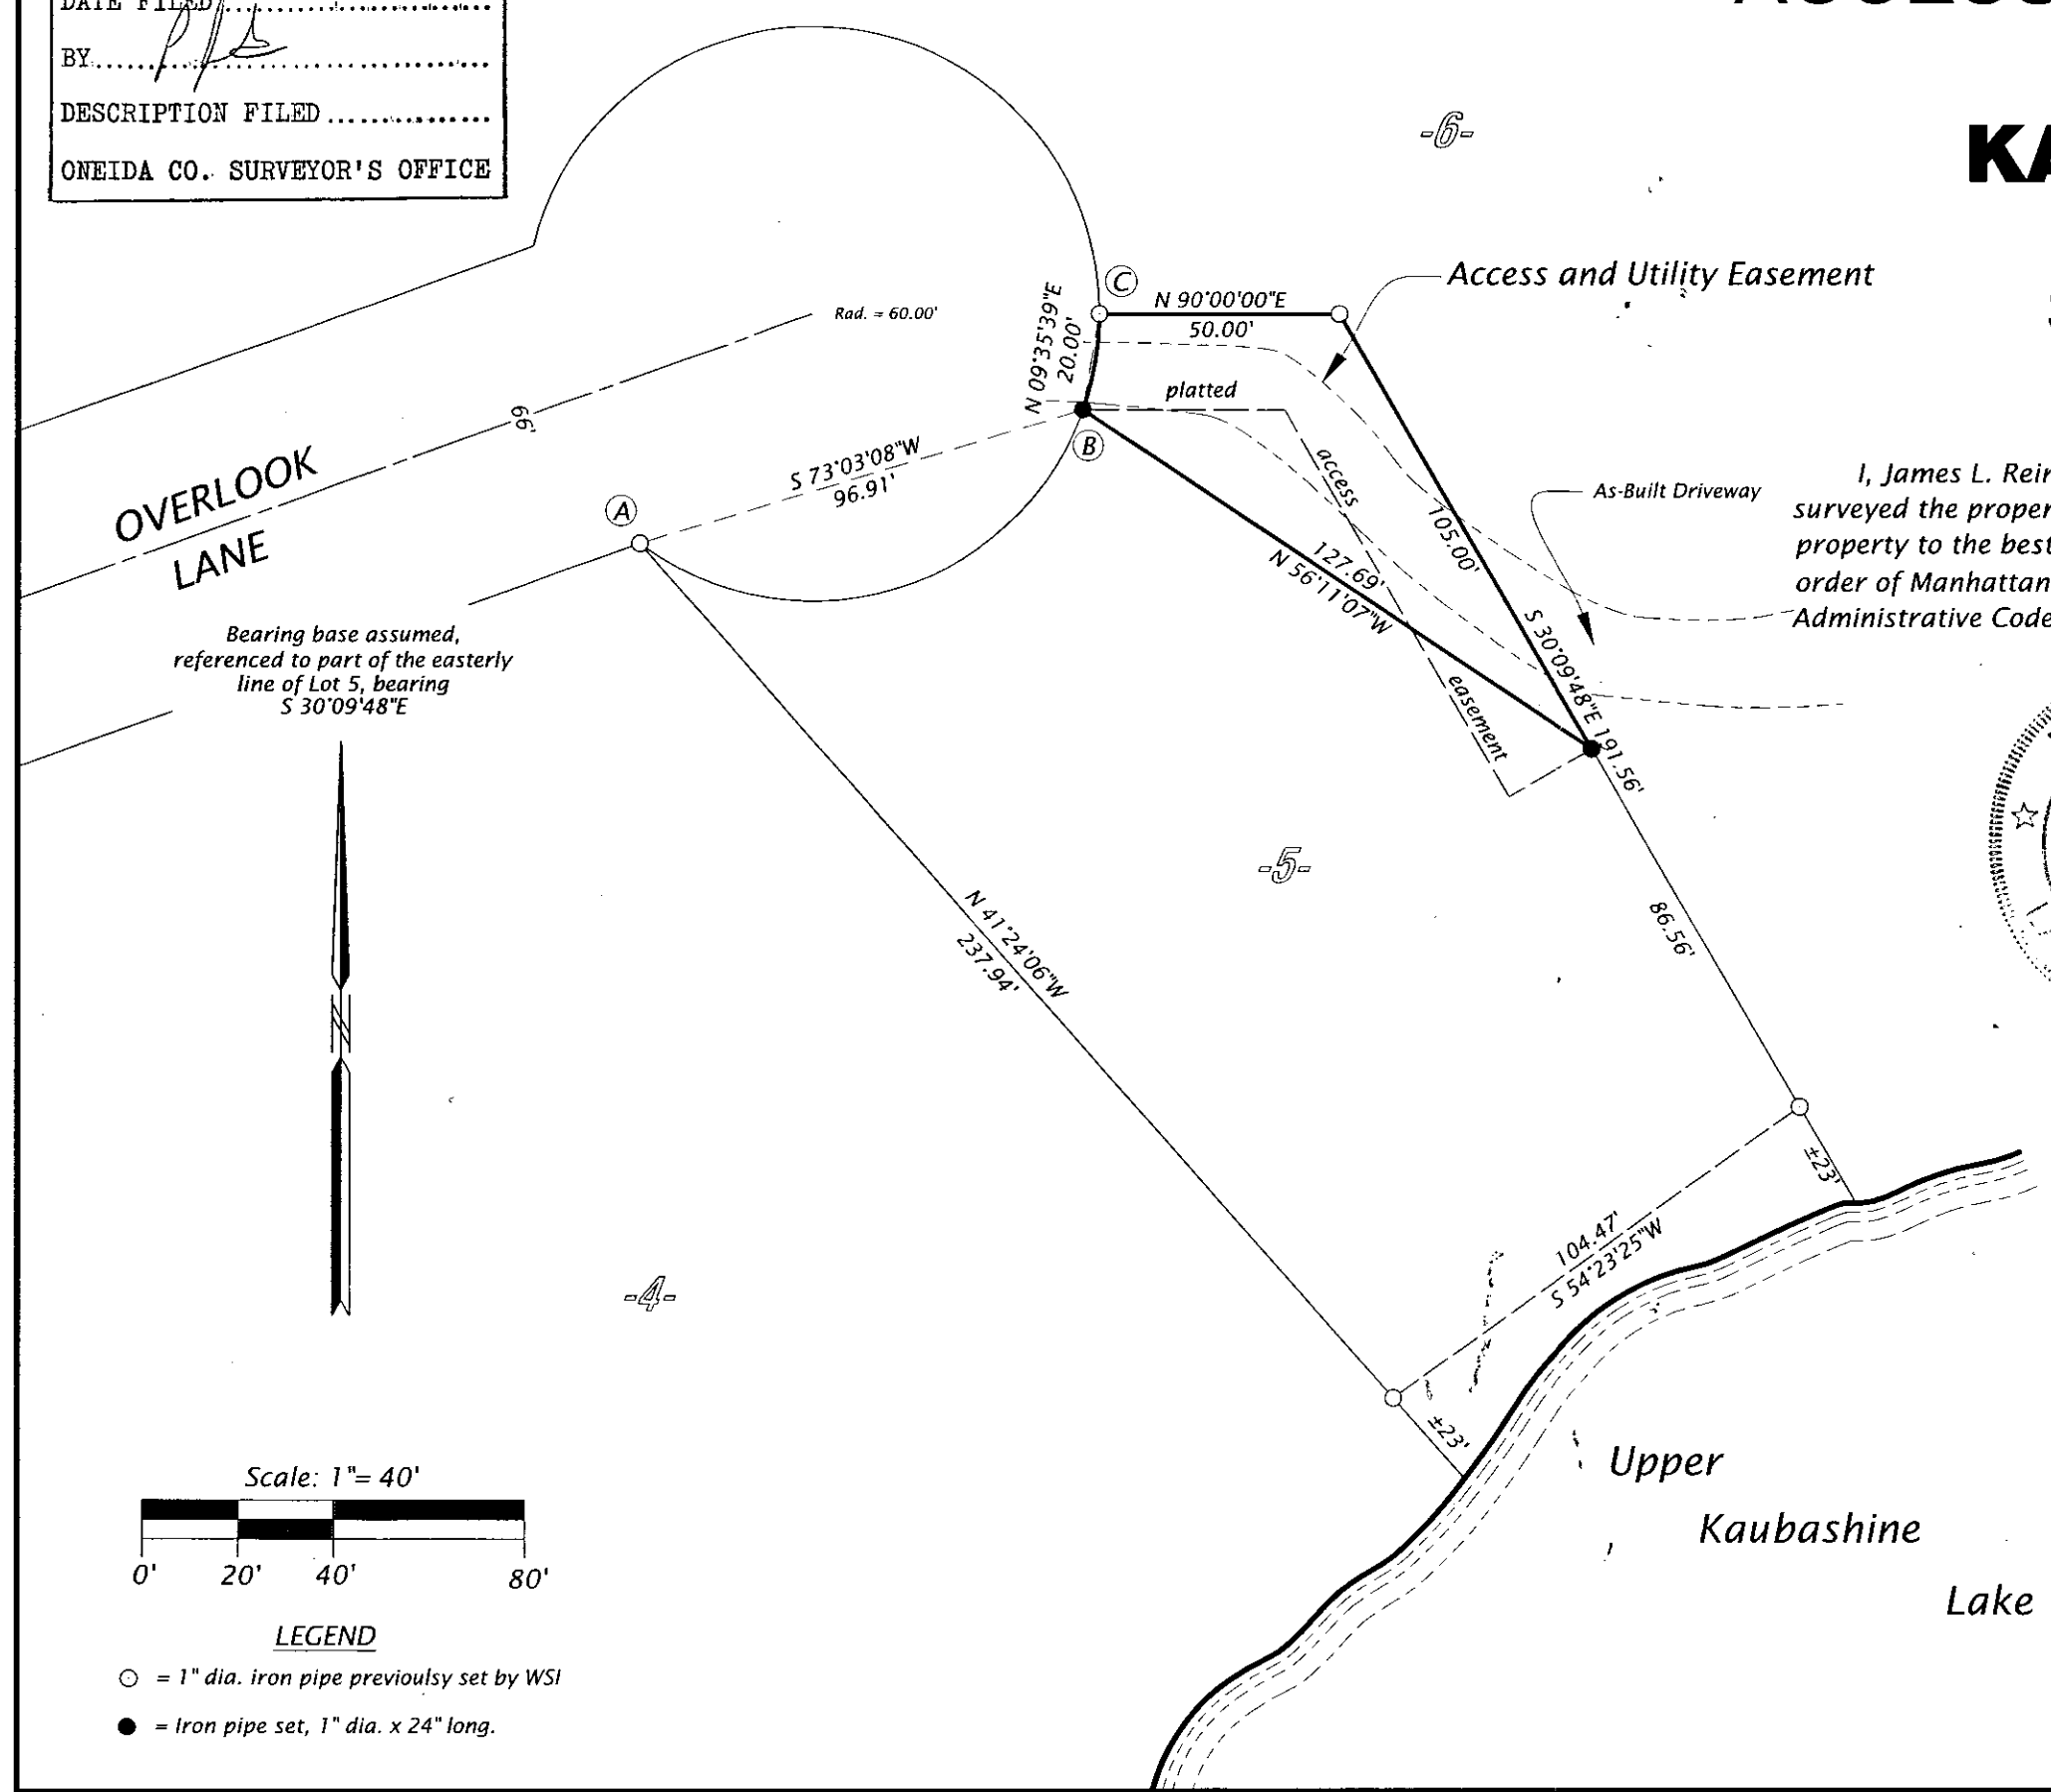 DATE FILED
BY
DESCRIPTION FILED
ONEIDA CO. SURVEYOR'S OFFICE
-6-
KA
Access and Utility Easement
C
N 90°00'00"E
50.00'
N 09°35'39"E
20.00'
Rad. = 60.00'
platted
access
easement
B
66'
S 73°03'08"W
96.91'
A
OVERLOOK
LANE
As-Built Driveway
105.00'
127.69'
N 56°11'07"W
S 30°09'48"E 191.56'
I, James L. Rein
surveyed the proper
property to the best
order of Manhattan
Administrative Code
Bearing base assumed,
referenced to part of the easterly
line of Lot 5, bearing
S 30°09'48"E
-5-
86.56'
N 41°24'06"W
237.94'
±23'
104.47'
S 54°23'25"W
-4-
±23'
Upper
Kaubashine
Lake
Scale: 1"= 40'
0' 20' 40' 80'
LEGEND
= 1" dia. iron pipe previoulsy set by WSI
= Iron pipe set, 1" dia. x 24" long.